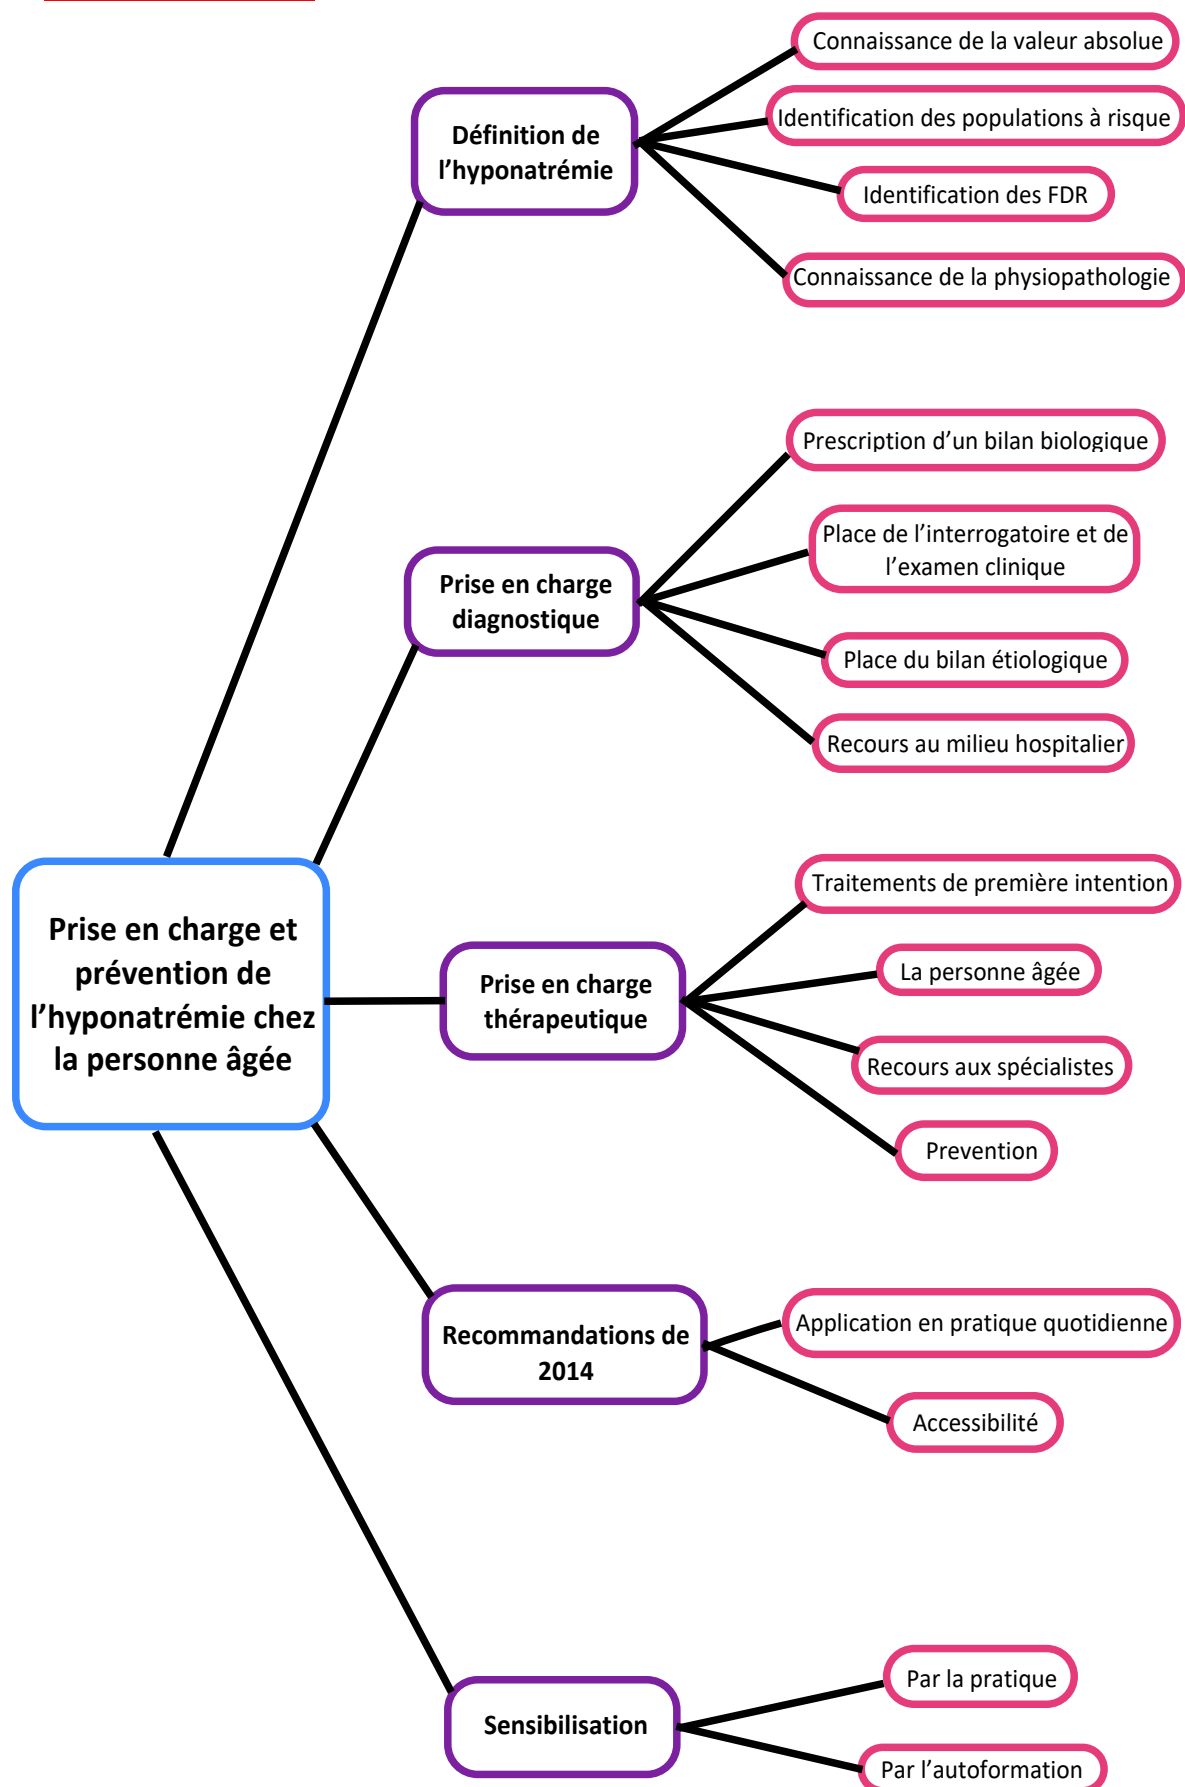 Connaissance de la valeur absolue
Définition de
l’hyponatrémie
Identification des populations à risque
Identification des FDR
Connaissance de la physiopathologie
Prescription d’un bilan biologique
Prise en charge
diagnostique
Place de l’interrogatoire et de
l’examen clinique
Place du bilan étiologique
Recours au milieu hospitalier
Prise en charge et
prévention de
l’hyponatrémie chez
la personne âgée
Traitements de première intention
Prise en charge
thérapeutique
La personne âgée
Recours aux spécialistes
Prevention
Recommandations de
2014
Application en pratique quotidienne
Accessibilité
Sensibilisation
Par la pratique
Par l’autoformation